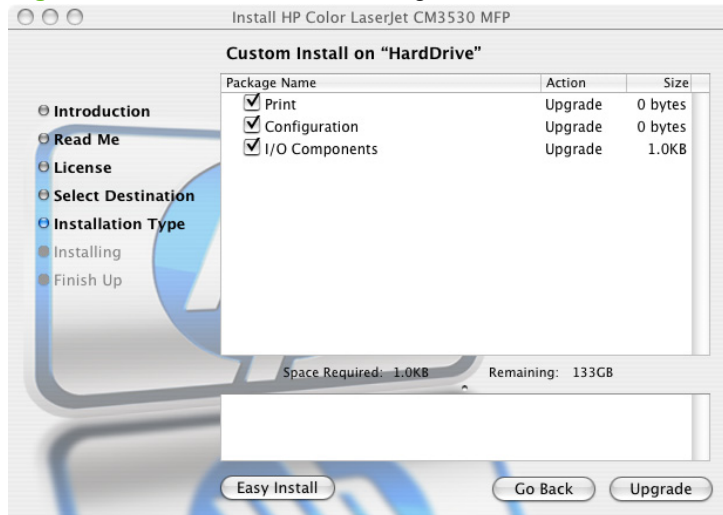 Install HP Color LaserJet CM3530 MFP
Custom Install on “HardDrive”
Package Name Action Size
Print Upgrade 0 bytes
Configuration Upgrade 0 bytes
I/O Components Upgrade 1.0KB
Introduction
Read Me
License
Select Destination
Installation Type
Installing
Finish Up
Space Required: 1.0KB Remaining: 133GB
Easy Install Go Back Upgrade